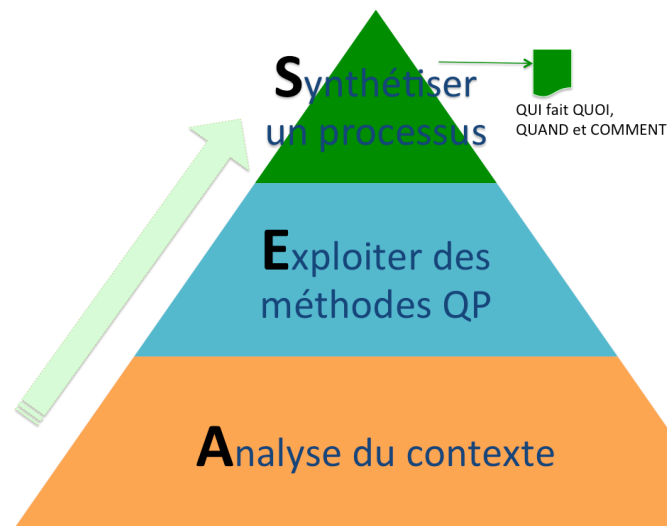 Synthétiser
un processus
QUI fait QUOI,
QUAND et COMMENT
Exploiter des
méthodes QP
Analyse du contexte